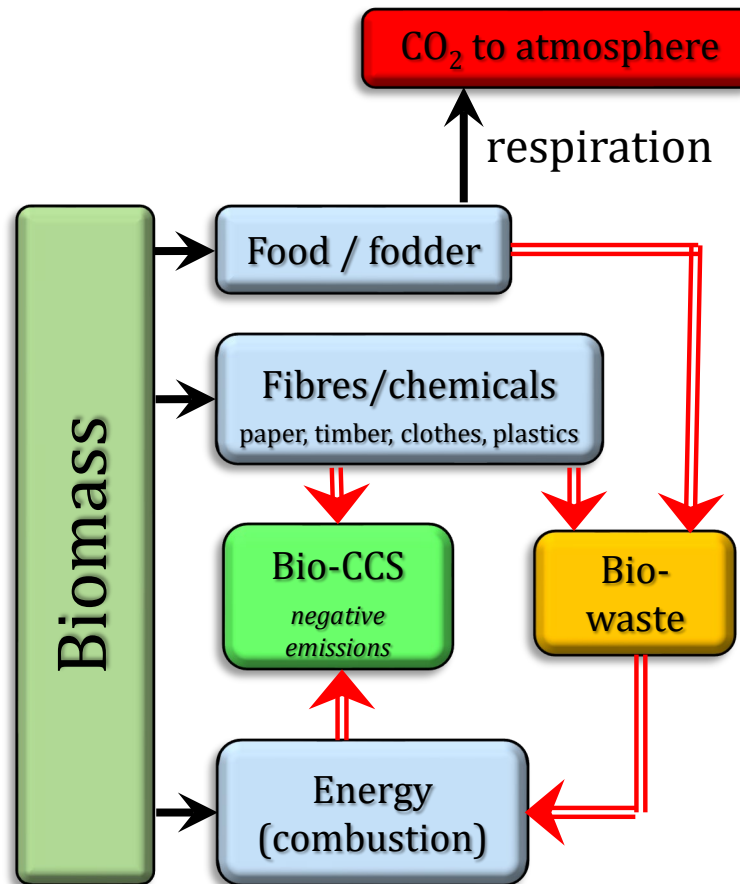 CO₂ to atmosphere
respiration
Food / fodder
Fibres/chemicals
paper, timber, clothes, plastics
Biomass
Bio-CCS
negative
emissions
Bio-
waste
Energy
(combustion)